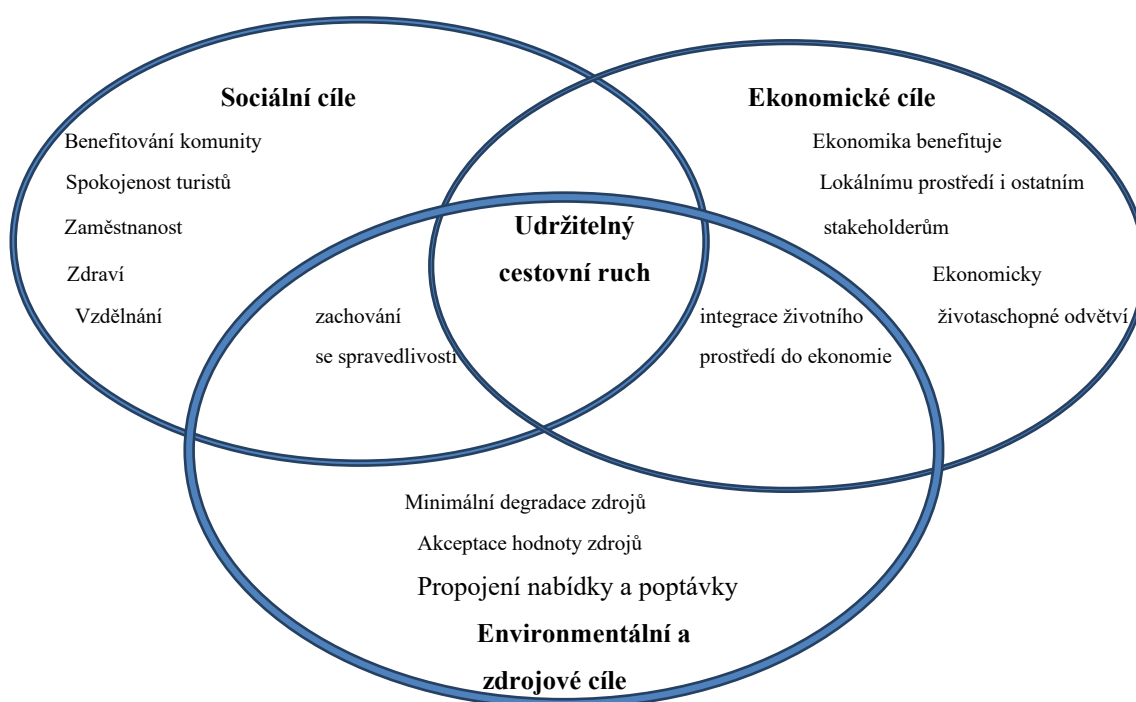 Sociální cíle
Benefitování komunity
Spokojenost turistů
Zaměstnanost
Zdraví
Vzdělnání
Ekonomické cíle
Ekonomika benefituje
Lokálnímu prostředí i ostatním
stakeholderům
Ekonomicky
životaschopné odvětví
Udržitelný
cestovní ruch
zachování
se spravedlivostí
integrace životního
prostředí do ekonomie
Minimální degradace zdrojů
Akceptace hodnoty zdrojů
Propojení nabídky a poptávky
Environmentální a
zdrojové cíle